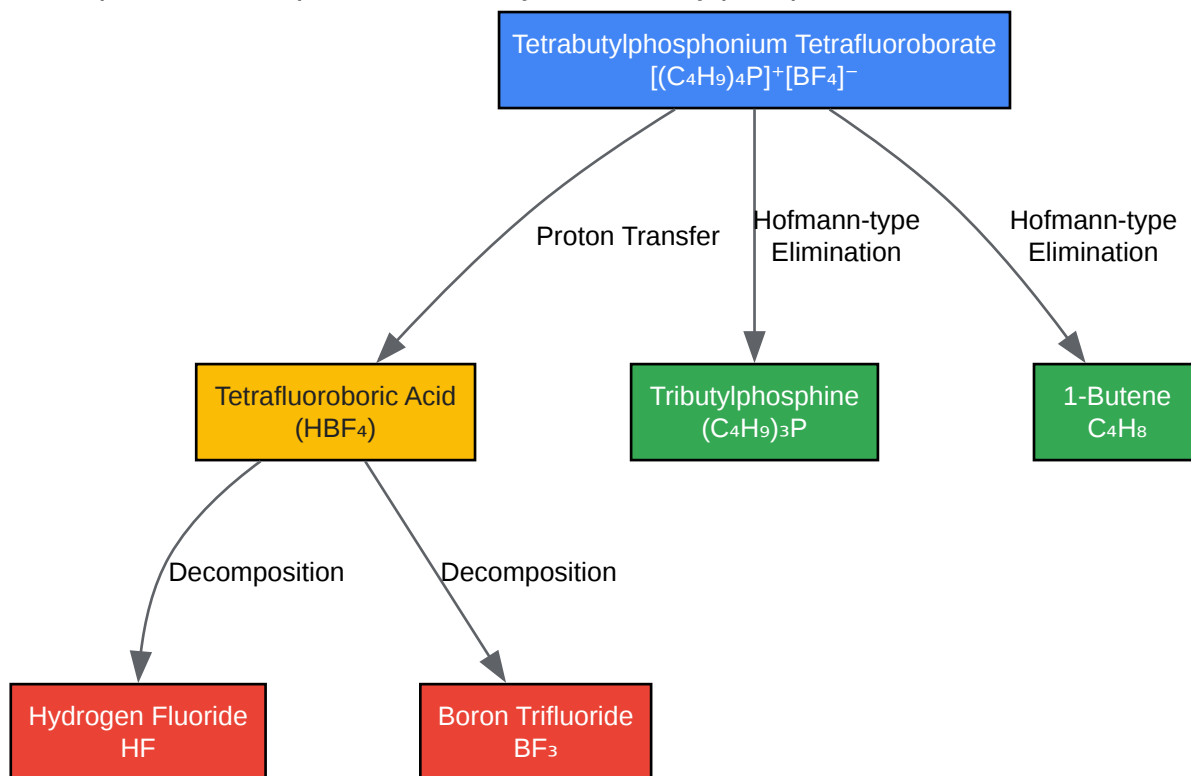 Tetrabutylphosphonium Tetrafluoroborate
[(C₄H₉)₄P]⁺[BF₄]⁻
Proton Transfer
Hofmann-type
Elimination
Hofmann-type
Elimination
Tetrafluoroboric Acid
(HBF₄)
Tributylphosphine
(C₄H₉)₃P
1-Butene
C₄H₈
Decomposition
Decomposition
Hydrogen Fluoride
HF
Boron Trifluoride
BF₃